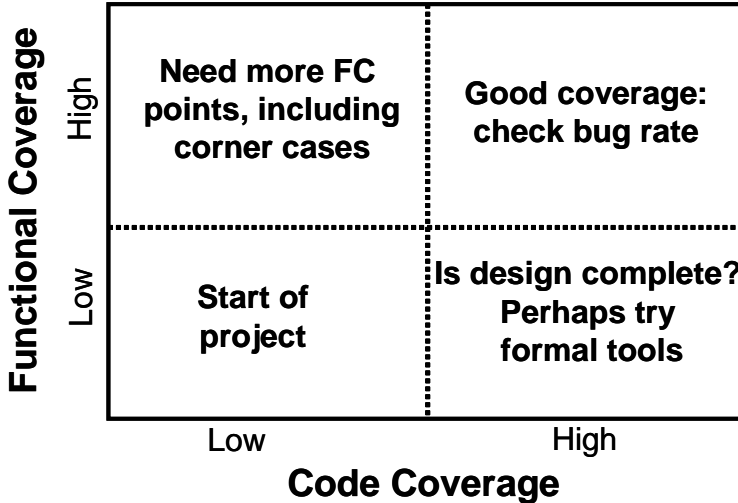 Functional Coverage
High
Low
Need more FC
points, including
corner cases
Good coverage:
check bug rate
Start of
project
Is design complete?
Perhaps try
formal tools
Low
High
Code Coverage